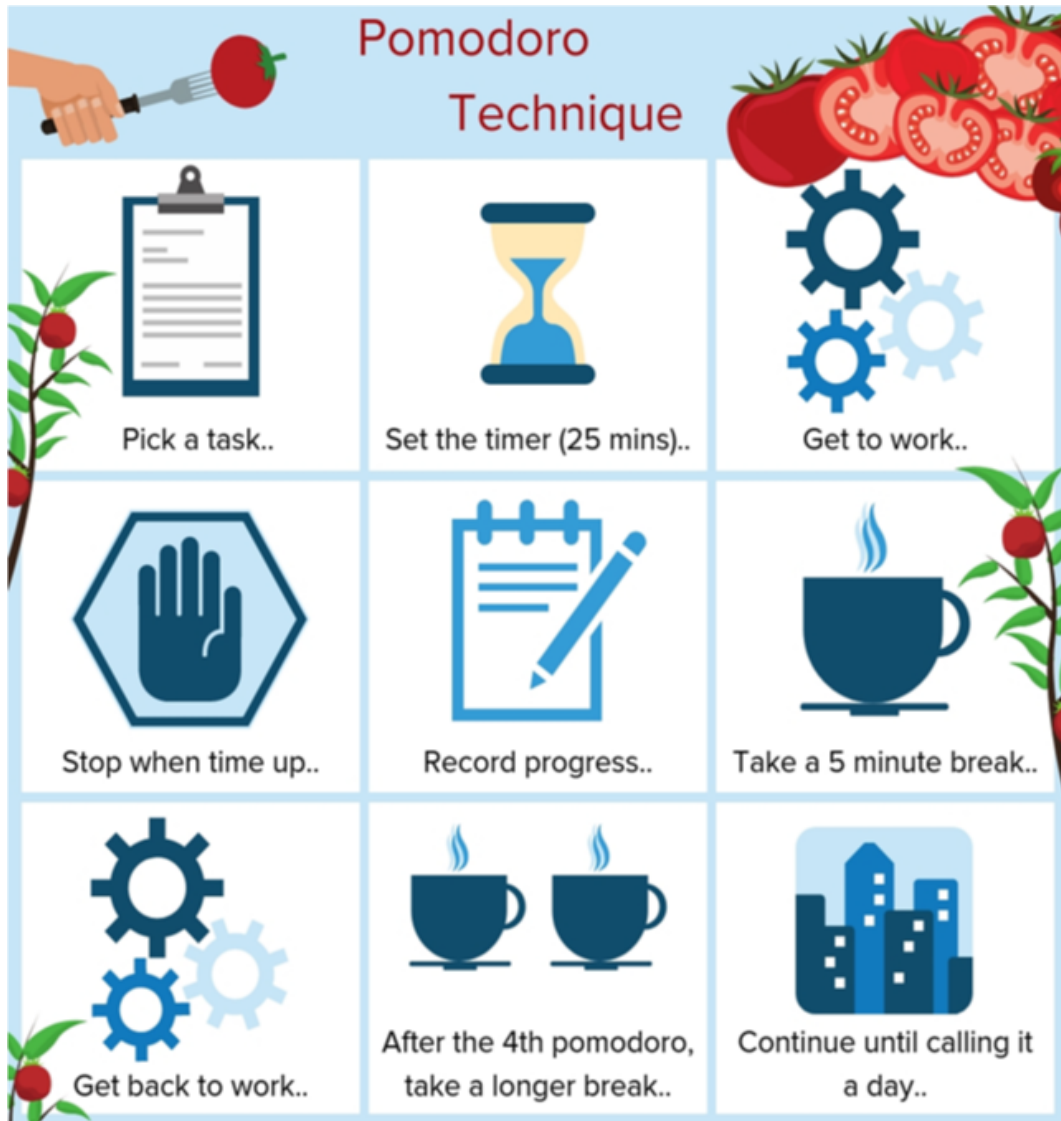 Pomodoro
Technique
Pick a task..
Set the timer (25 mins)..
Get to work..
Stop when time up..
Record progress..
Take a 5 minute break..
Get back to work..
After the 4th pomodoro,
take a longer break..
Continue until calling it
a day..